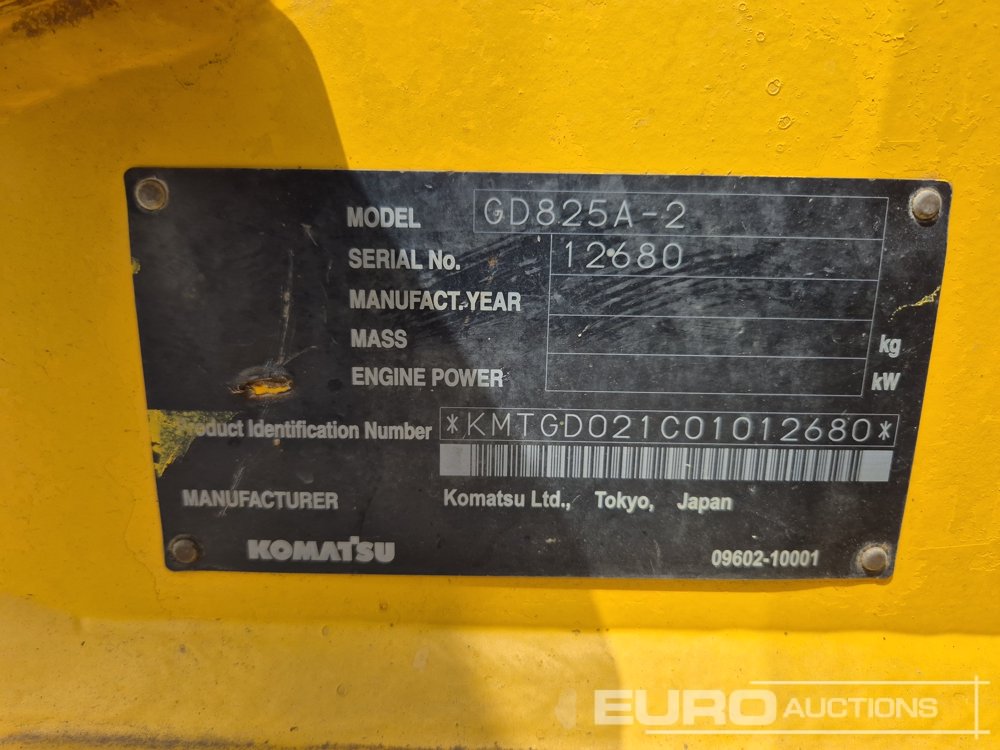 MODEL GD825A-2
SERIAL No. 12680
MANUFACT.YEAR
MASS kg
ENGINE POWER kW
Product Identification Number *KMTGD021C01012680*
MANUFACTURER Komatsu Ltd., Tokyo, Japan
KOMATSU 09602-10001
EURO AUCTIONS